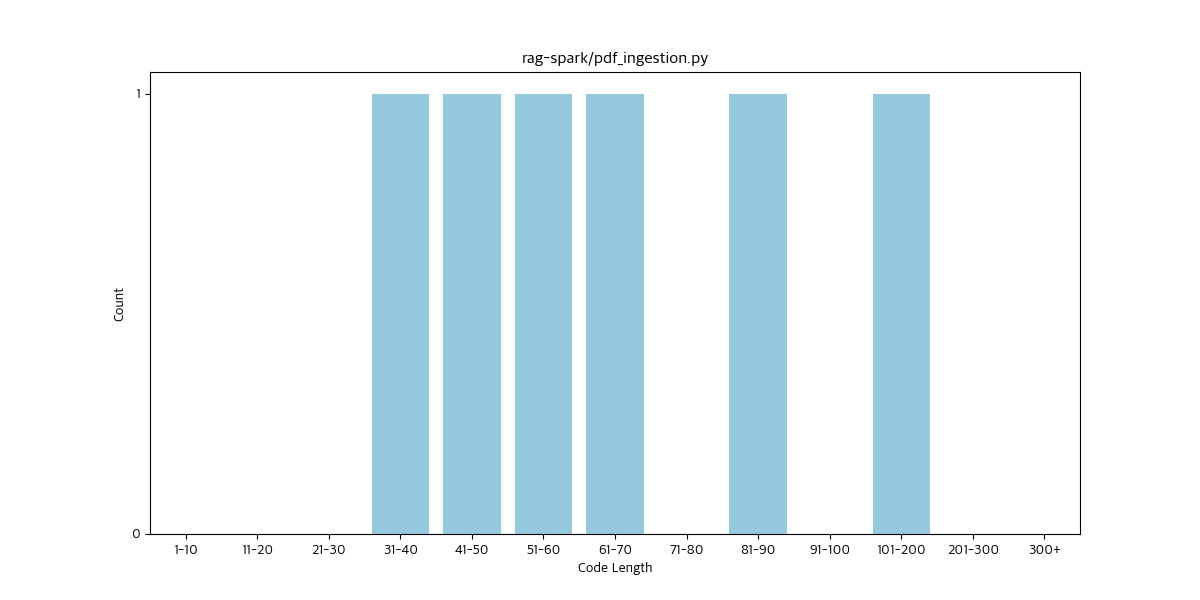 rag-spark/pdf_ingestion.py
1
0
Count
1-10 11-20 21-30 31-40 41-50 51-60 61-70 71-80 81-90 91-100 101-200 201-300 300+
Code Length